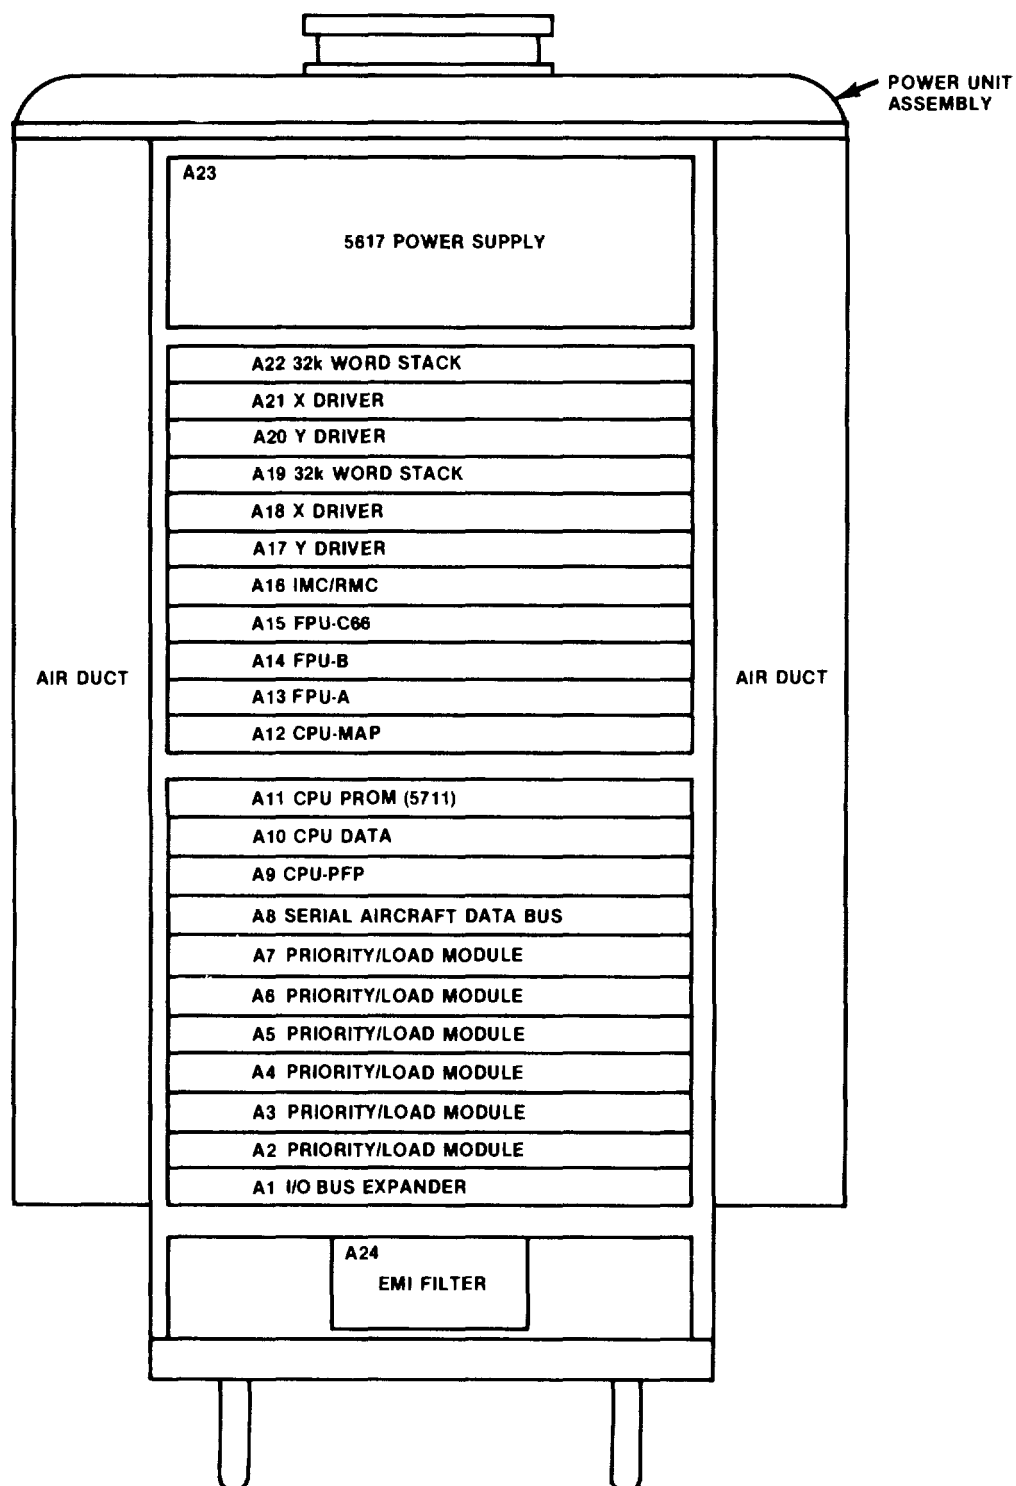 POWER UNIT
ASSEMBLY
A23
5617 POWER SUPPLY
A22 32k WORD STACK
A21 X DRIVER
A20 Y DRIVER
A19 32k WORD STACK
A18 X DRIVER
A17 Y DRIVER
A16 IMC/RMC
A15 FPU-C66
A14 FPU-B
A13 FPU-A
A12 CPU-MAP
AIR DUCT
AIR DUCT
A11 CPU PROM (5711)
A10 CPU DATA
A9 CPU-PFP
A8 SERIAL AIRCRAFT DATA BUS
A7 PRIORITY/LOAD MODULE
A6 PRIORITY/LOAD MODULE
A5 PRIORITY/LOAD MODULE
A4 PRIORITY/LOAD MODULE
A3 PRIORITY/LOAD MODULE
A2 PRIORITY/LOAD MODULE
A1 I/O BUS EXPANDER
A24
EMI FILTER